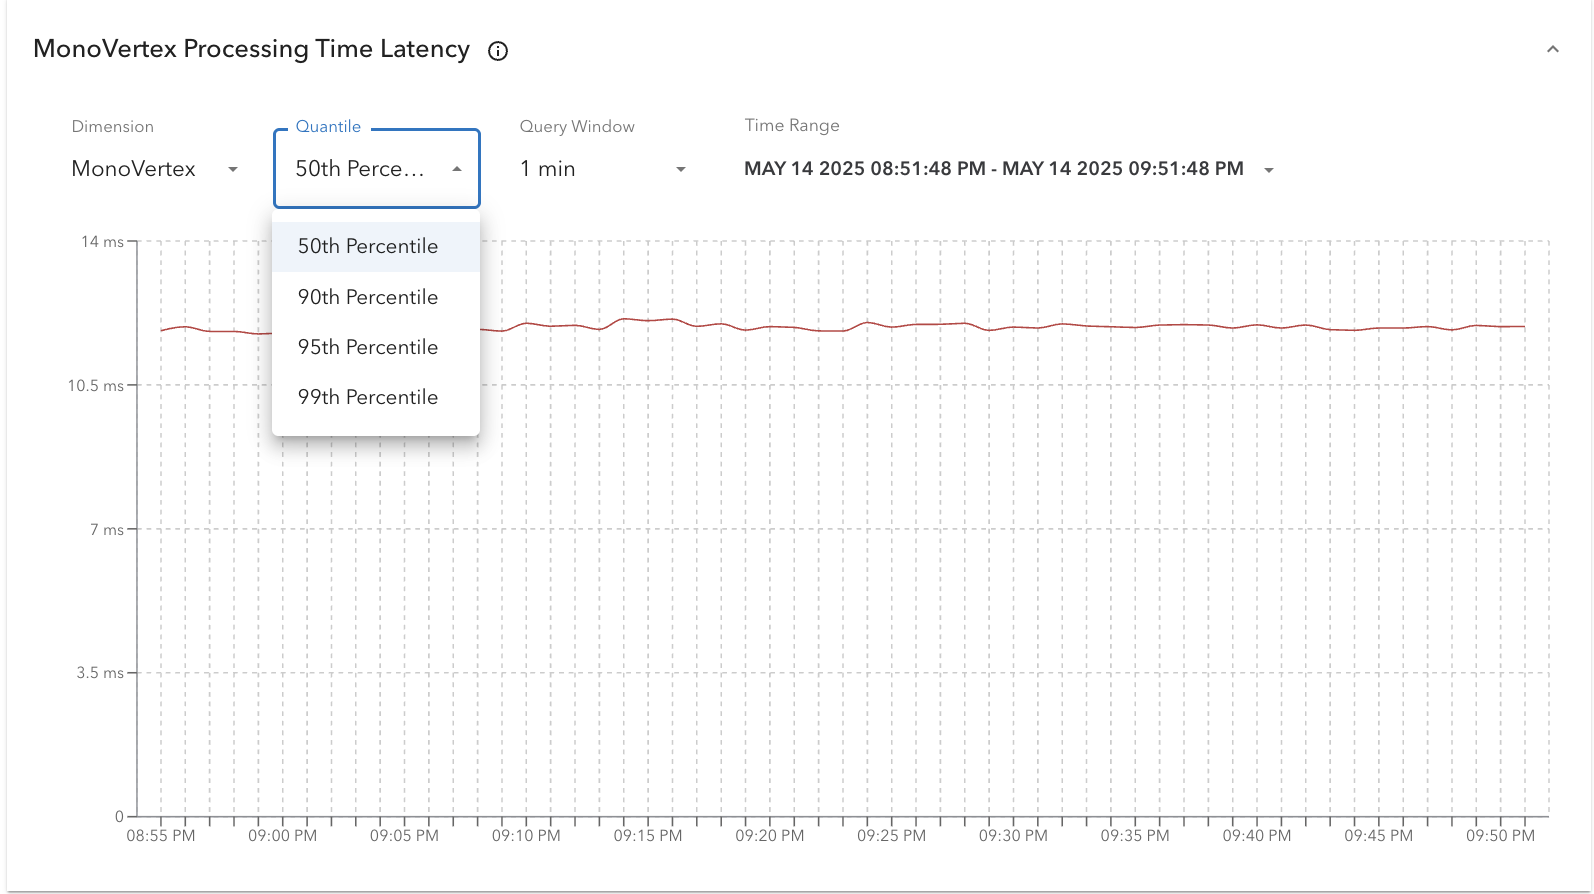 MonoVertex Processing Time Latency
Dimension
Quantile
Query Window
Time Range
MonoVertex
50th Perce...
1 min
MAY 14 2025 08:51:48 PM - MAY 14 2025 09:51:48 PM
50th Percentile
90th Percentile
95th Percentile
99th Percentile
14 ms
10.5 ms
7 ms
3.5 ms
0
08:55 PM 09:00 PM 09:05 PM 09:10 PM 09:15 PM 09:20 PM 09:25 PM 09:30 PM 09:35 PM 09:40 PM 09:45 PM 09:50 PM